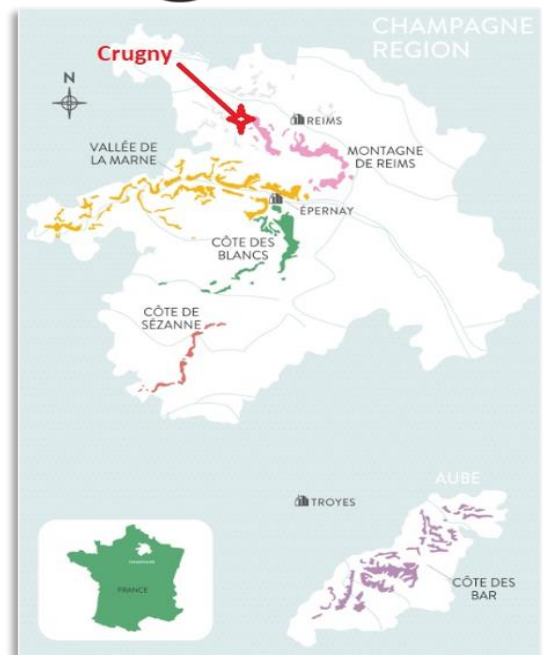 CHAMPAGNE
REGION
Crugny
N
REIMS
VALLÉE DE
LA MARNE
MONTAGNE
DE REIMS
ÉPERNAY
CÔTE DES
BLANCS
CÔTE DE
SÉZANNE
AUBE
TROYES
CÔTE DES
BAR
FRANCE